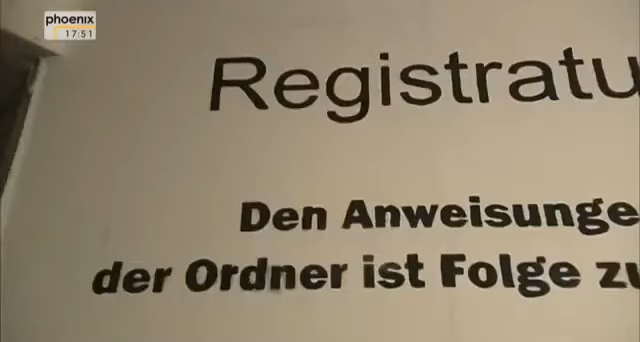 phoenix
17:51
Registratu
Den Anweisunge
der Ordner ist Folge zu